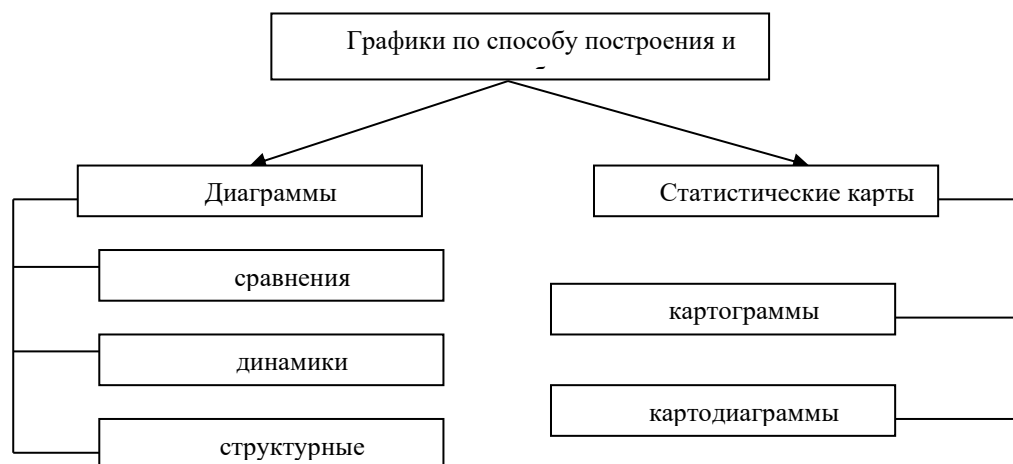 Графики по способу построения и
Диаграммы
Статистические карты
сравнения
картограммы
динамики
картодиаграммы
структурные